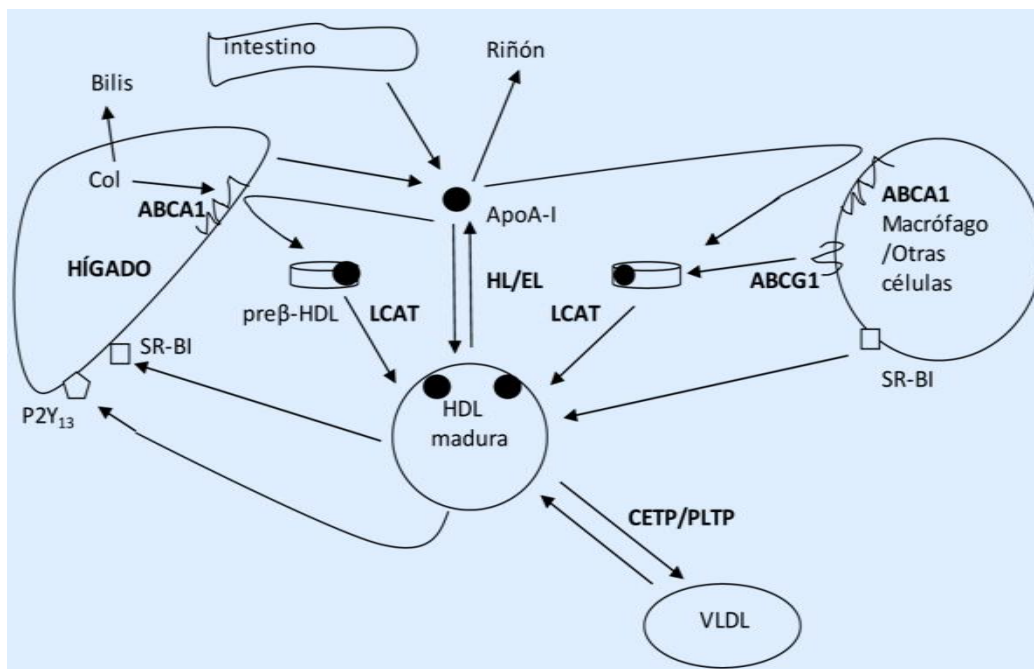 intestino
Riñón
Bilis
Col
ABCA1
ApoA-I
ABCA1
Macrófago
/Otras
células
HÍGADO
HL/EL
ABCG1
preβ-HDL
LCAT
LCAT
SR-BI
SR-BI
P2Y₁₃
HDL
madura
CETP/PLTP
VLDL